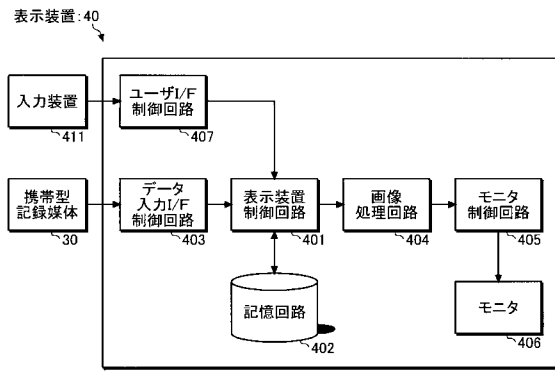 表示装置:40
入力装置
411
ユーザI/F
制御回路
407
携帯型
記録媒体
30
データ
入力I/F
制御回路
403
表示装置
制御回路
401
画像
処理回路
404
モニタ
制御回路
405
記憶回路
402
モニタ
406